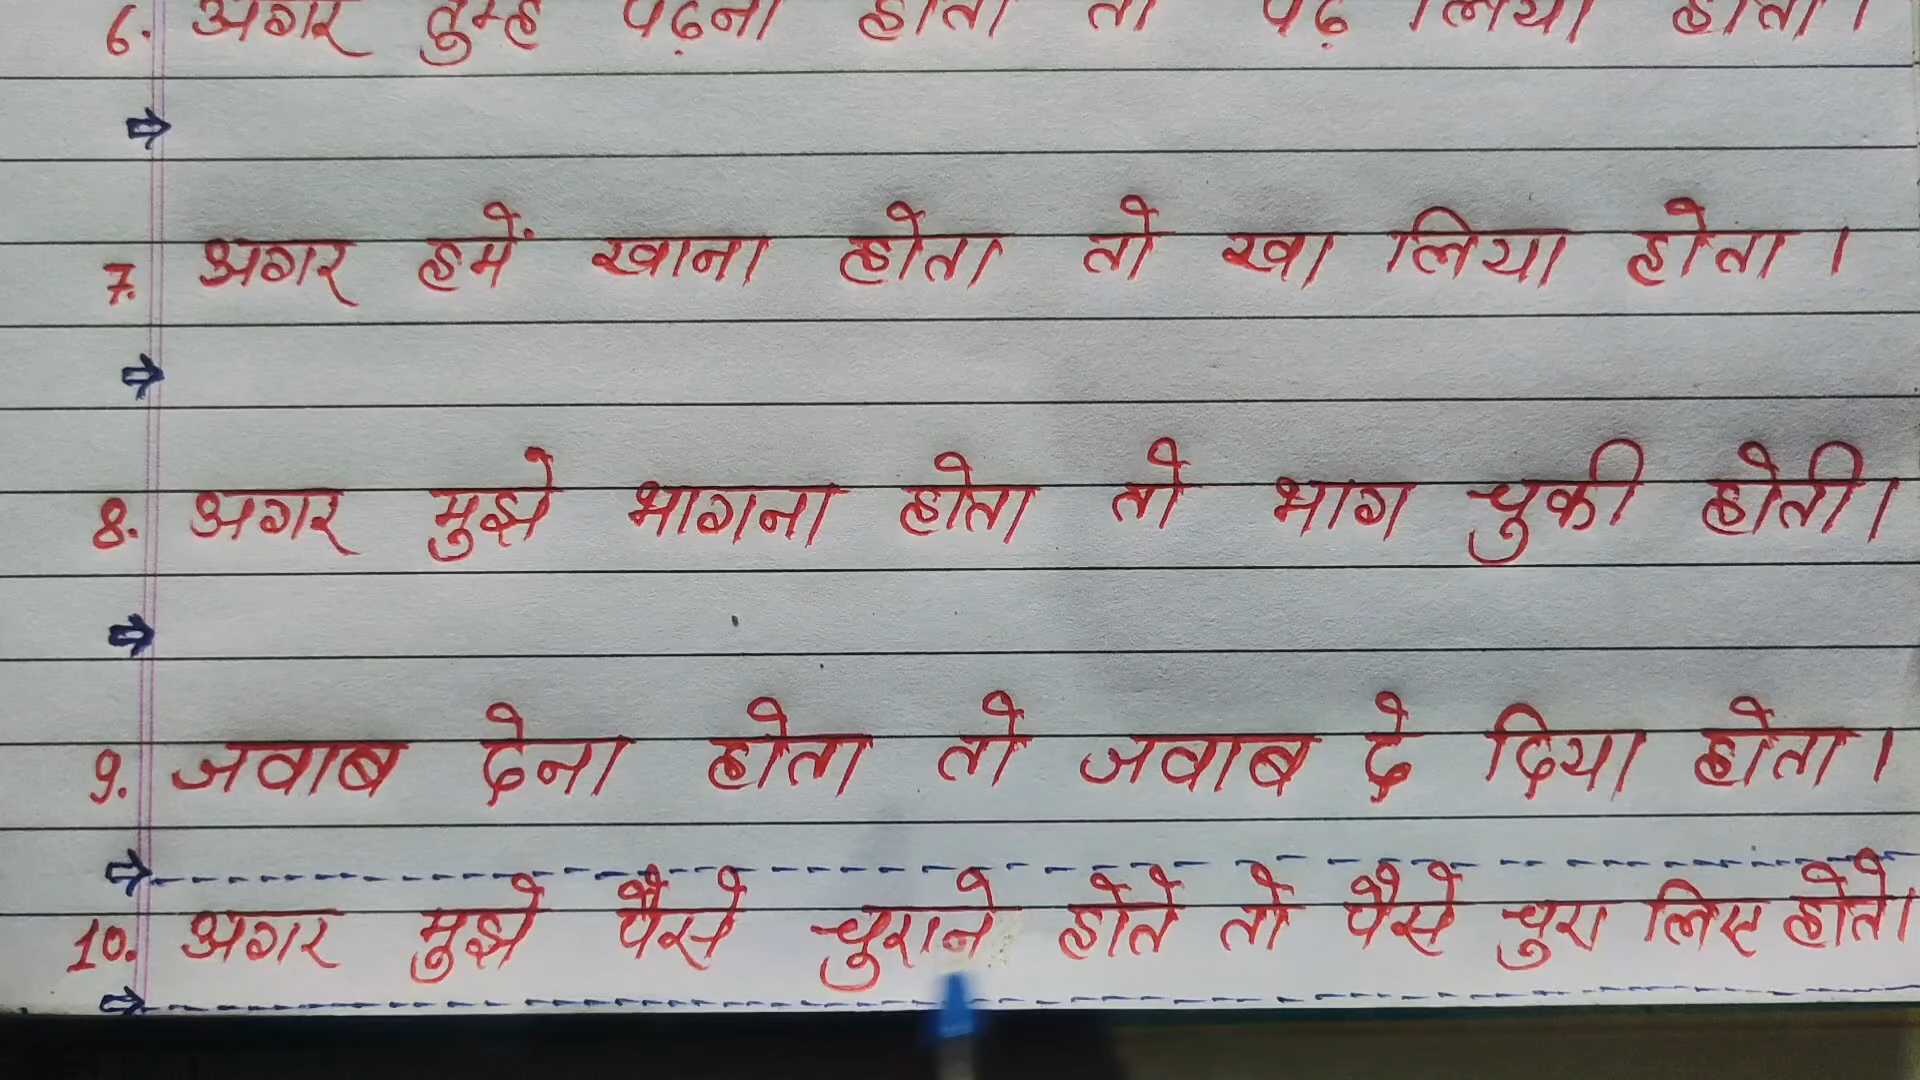 6. अगर तुम्हे पढ़ना होता तो पढ़ लिया होता।
7. अगर हमें खाना होता तो खा लिया होता ।
8. अगर मुझे भागना होता तो भाग चुकी होती।
9. जवाब देना होता तो जवाब दे दिया होता।
10. अगर मुझे पैसे चुराने होते तो पैसे चुरा लिए होते।